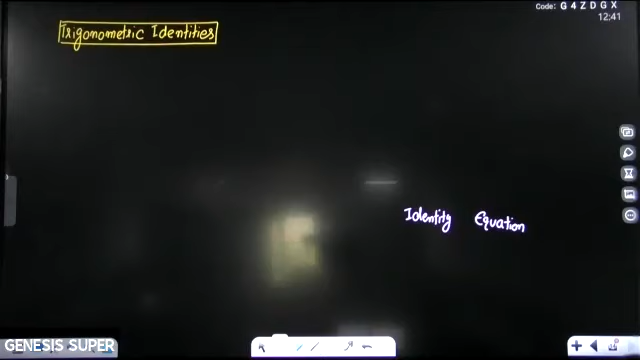 Code: G 4 Z D G X
12:41
Trigonometric Identities
Identity Equation
GENESIS SUPER